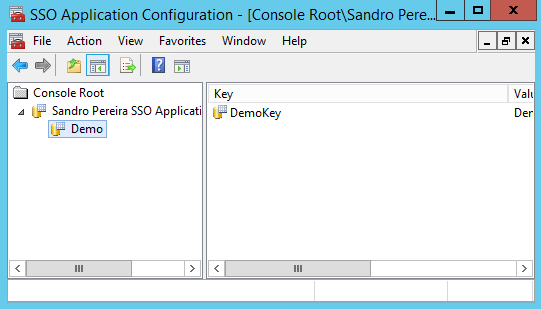 SSO Application Configuration - [Console Root\Sandro Pere...
File Action View Favorites Window Help
Console Root
Sandro Pereira SSO Applicati
Demo
Key Valu
DemoKey Der